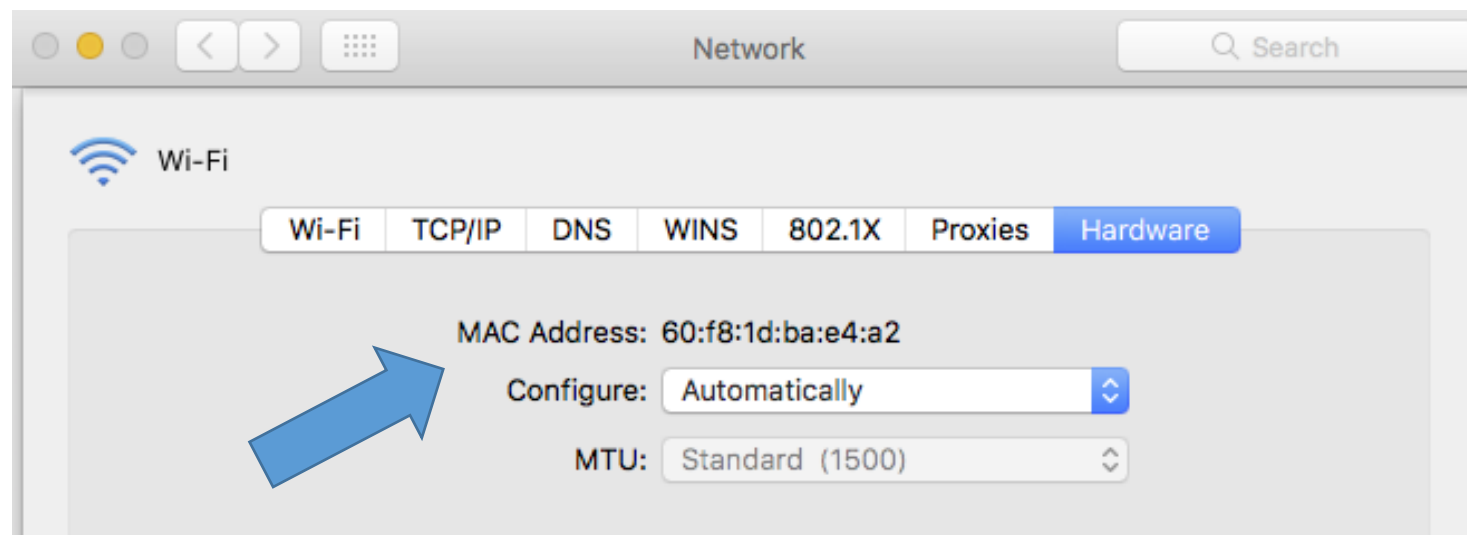 Network
Search
Wi-Fi
Wi-Fi TCP/IP DNS WINS 802.1X Proxies Hardware
MAC Address: 60:f8:1d:ba:e4:a2
Configure: Automatically
MTU: Standard (1500)